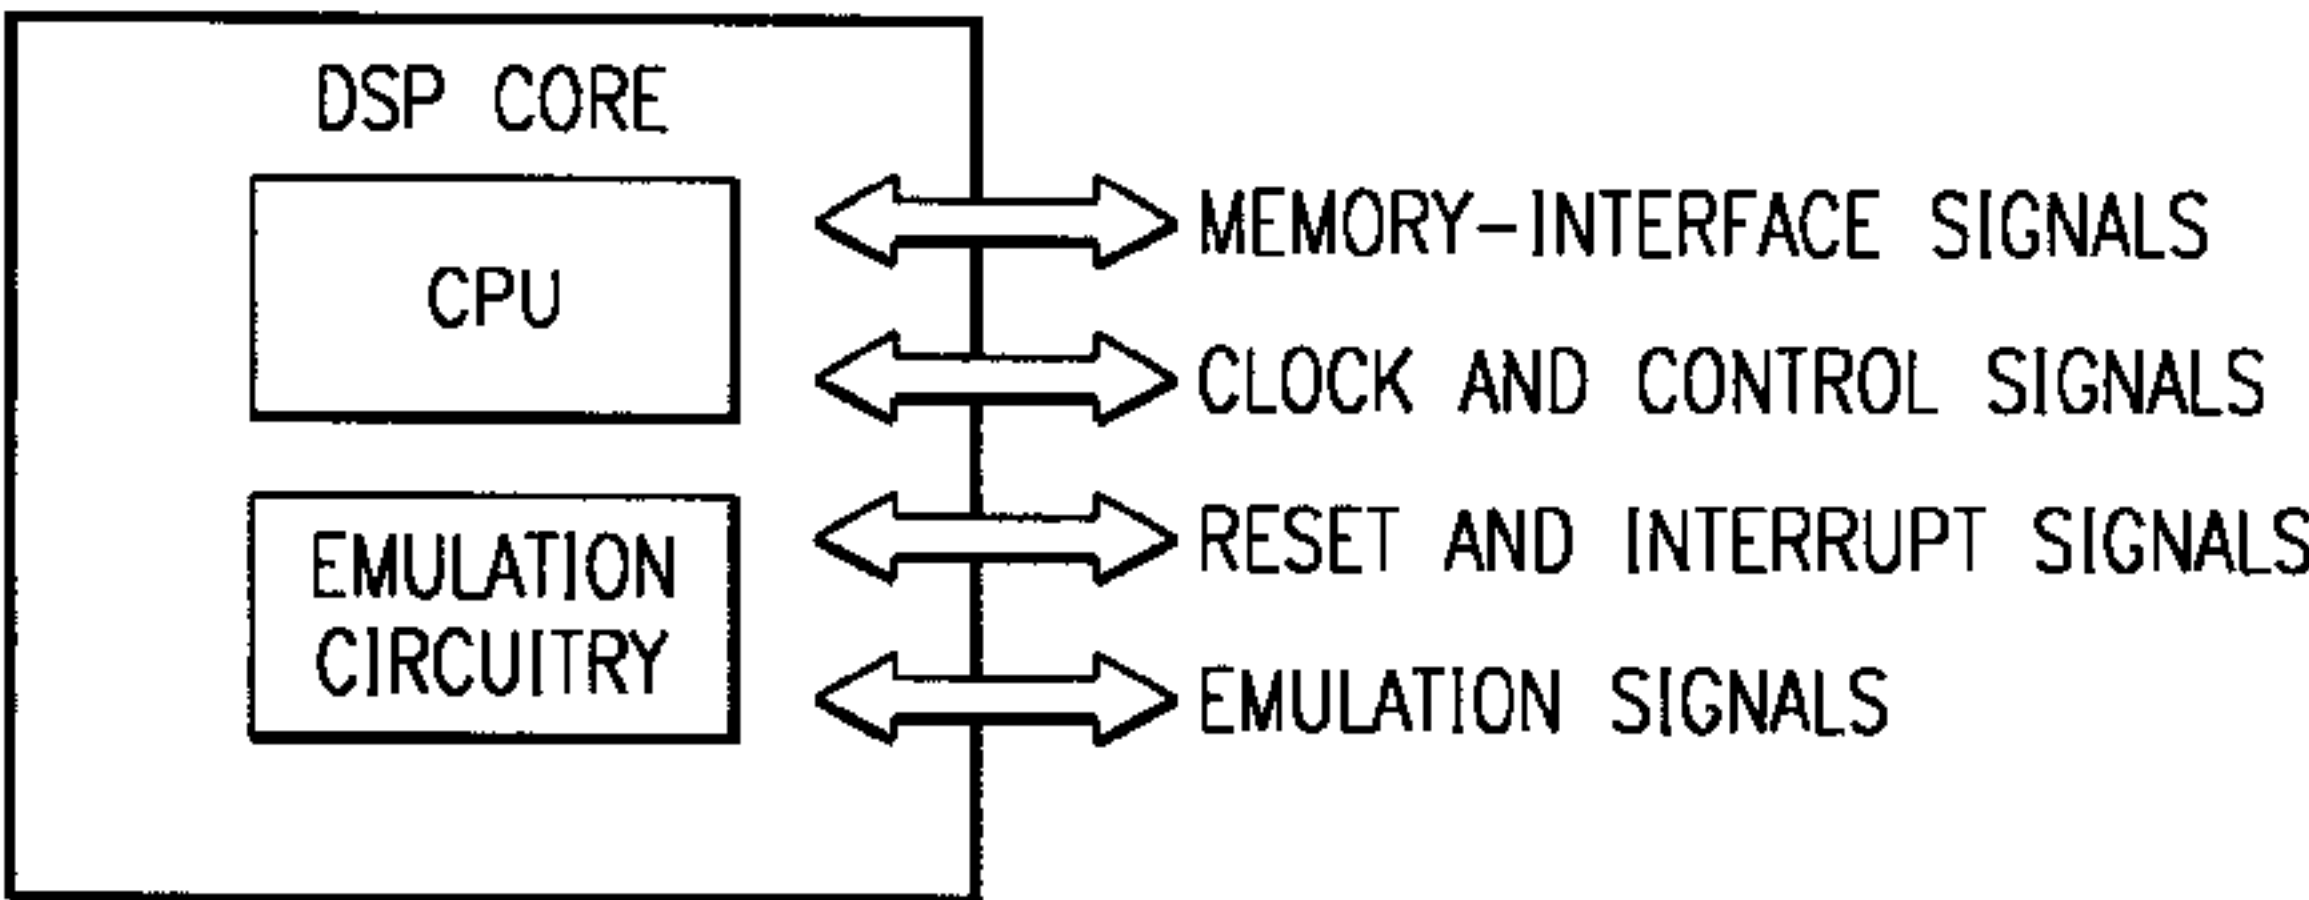 DSP CORE
CPU
EMULATION
CIRCUITRY
MEMORY-INTERFACE SIGNALS
CLOCK AND CONTROL SIGNALS
RESET AND INTERRUPT SIGNALS
EMULATION SIGNALS